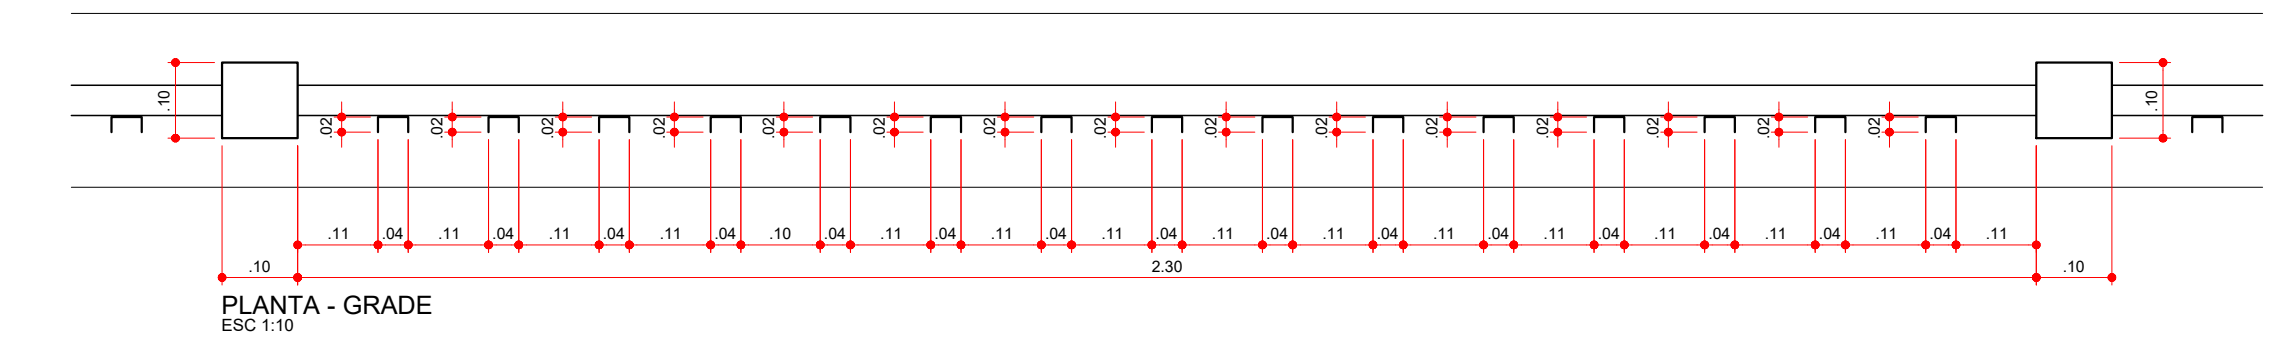 .10 .10
.02 .02 .02 .02 .02 .02 .02 .02 .02 .02 .02 .02 .02 .02 .02
.11 .04 .11 .04 .11 .04 .11 .04 .10 .04 .11 .04 .11 .04 .11 .04 .11 .04 .11 .04 .11 .04 .11 .04 .11 .04 .11 .04 .11 .04 .11
.10 2.30 .10
PLANTA - GRADE
ESC 1:10